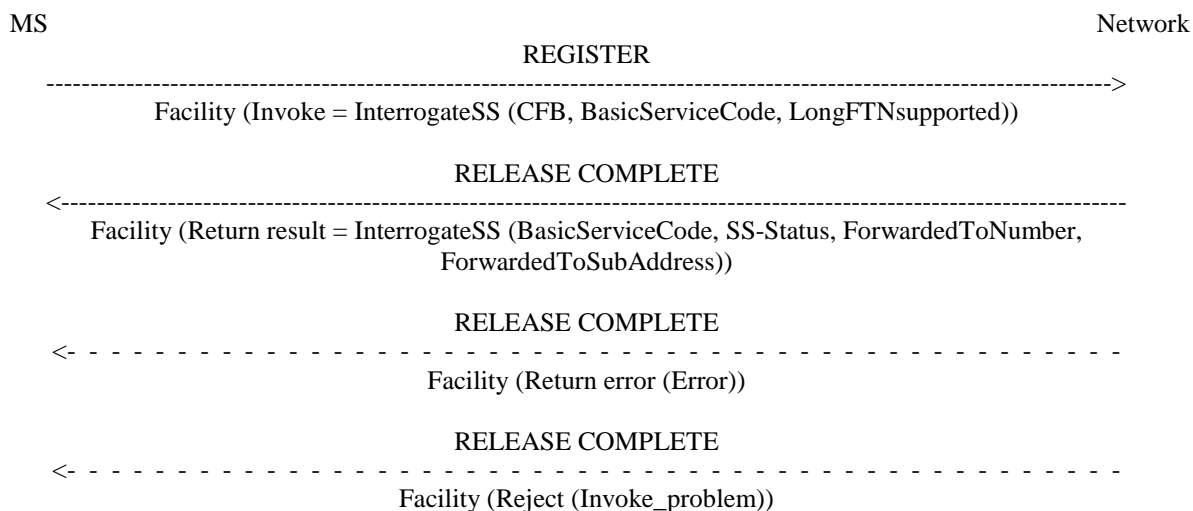 MS Network
REGISTER
------------------------------------------------------------------------------------------------------------------------>
Facility (Invoke = InterrogateSS (CFB, BasicServiceCode, LongFTNsupported))
RELEASE COMPLETE
<------------------------------------------------------------------------------------------------------------------------
Facility (Return result = InterrogateSS (BasicServiceCode, SS-Status, ForwardedToNumber,
ForwardedToSubAddress))
RELEASE COMPLETE
<- - - - - - - - - - - - - - - - - - - - - - - - - - - - - - - - - - - - - - - - - - - - - - - - - -
Facility (Return error (Error))
RELEASE COMPLETE
<- - - - - - - - - - - - - - - - - - - - - - - - - - - - - - - - - - - - - - - - - - - - - - - - - -
Facility (Reject (Invoke_problem))